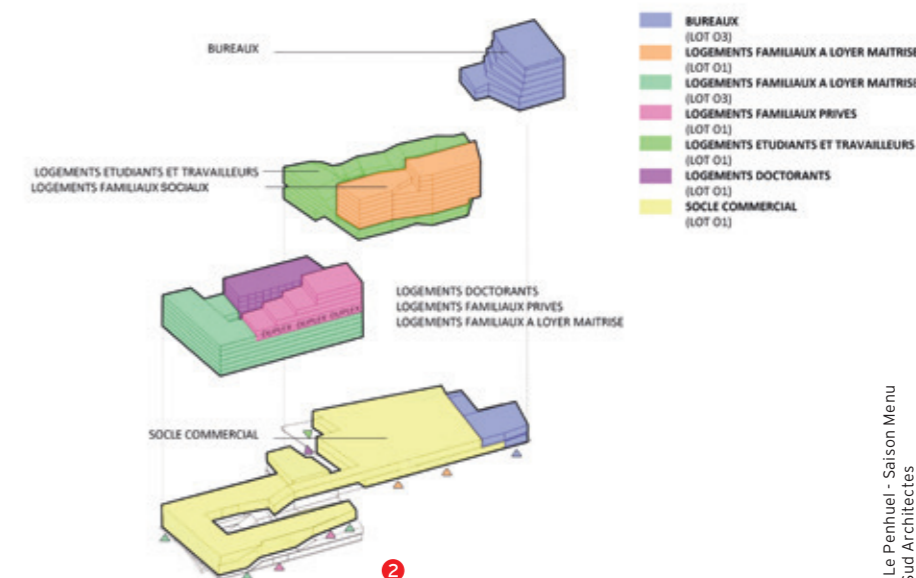 BUREAUX
LOGEMENTS ETUDIANTS ET TRAVAILLEURS
LOGEMENTS FAMILIAUX SOCIAUX
LOGEMENTS DOCTORANTS
LOGEMENTS FAMILIAUX PRIVES
LOGEMENTS FAMILIAUX A LOYER MAITRISE
DUPLEX DUPLEX DUPLEX
SOCLE COMMERCIAL
2
BUREAUX
(LOT O3)
LOGEMENTS FAMILIAUX A LOYER MAITRISE
(LOT O1)
LOGEMENTS FAMILIAUX A LOYER MAITRISE
(LOT O3)
LOGEMENTS FAMILIAUX PRIVES
(LOT O1)
LOGEMENTS ETUDIANTS ET TRAVAILLEURS
(LOT O1)
LOGEMENTS DOCTORANTS
(LOT O1)
SOCLE COMMERCIAL
(LOT O1)
Le Penhuel - Saison Menu
Sud Architectes